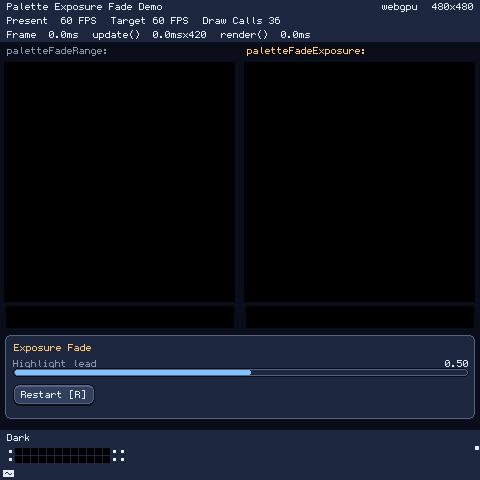 Palette Exposure Fade Demo webgpu 480x480
Present 60 FPS Target 60 FPS Draw Calls 36
Frame 0.0ms update() 0.0msx420 render() 0.0ms
paletteFadeRange: paletteFadeExposure:
Exposure Fade
Highlight lead 0.50
Restart [R]
Dark